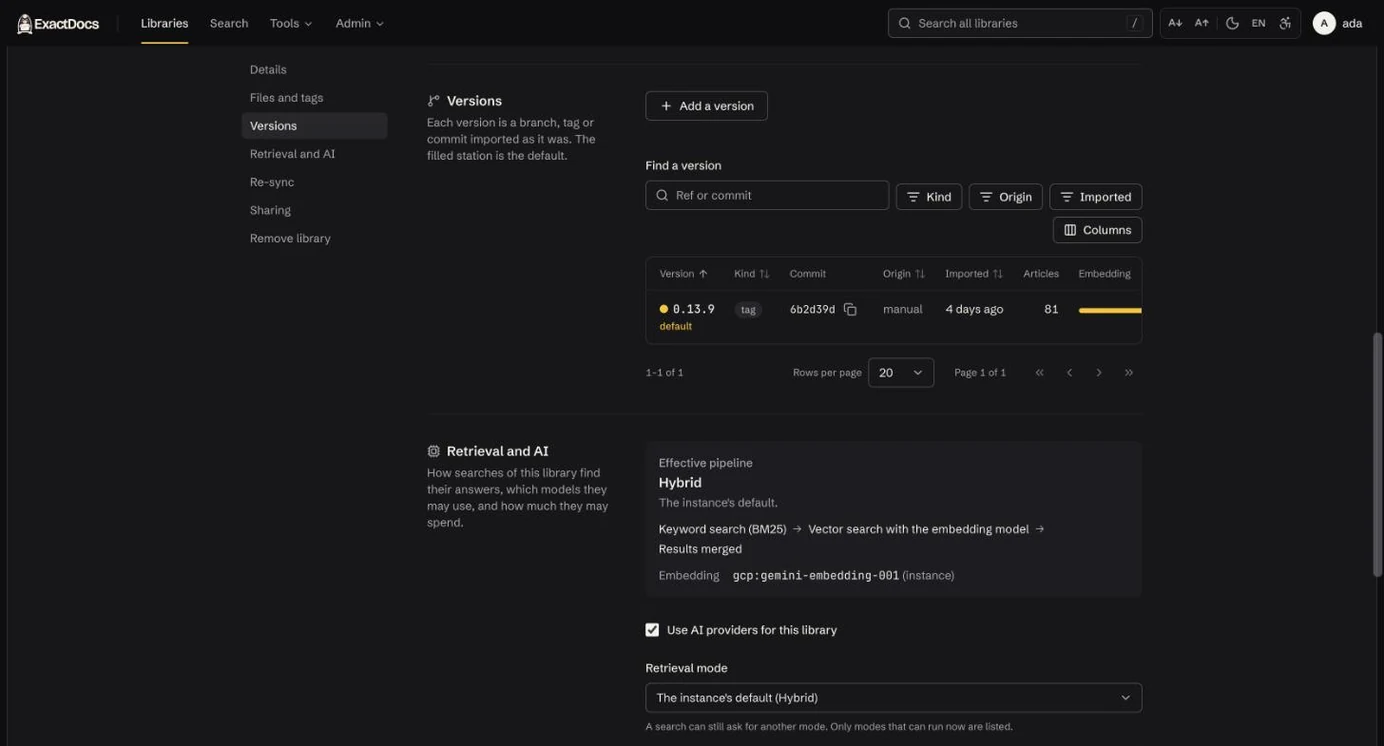 ExactDocs
Libraries
Search
Tools
Admin
Search all libraries
/
A↓
A↑
EN
A
ada
Details
Files and tags
Versions
Retrieval and AI
Re-sync
Sharing
Remove library
Versions
Each version is a branch, tag or
commit imported as it was. The
filled station is the default.
Add a version
Find a version
Ref or commit
Kind
Origin
Imported
Columns
Version ↑ Kind ↑↓ Commit Origin ↑↓ Imported ↑↓ Articles Embedding
0.13.9 tag 6b2d39d manual 4 days ago 81
default
1-1 of 1
Rows per page
20
Page 1 of 1
Retrieval and AI
How searches of this library find
their answers, which models they
may use, and how much they may
spend.
Effective pipeline
Hybrid
The instance's default.
Keyword search (BM25) → Vector search with the embedding model →
Results merged
Embedding gcp:gemini-embedding-001 (instance)
Use AI providers for this library
Retrieval mode
The instance's default (Hybrid)
A search can still ask for another mode. Only modes that can run now are listed.